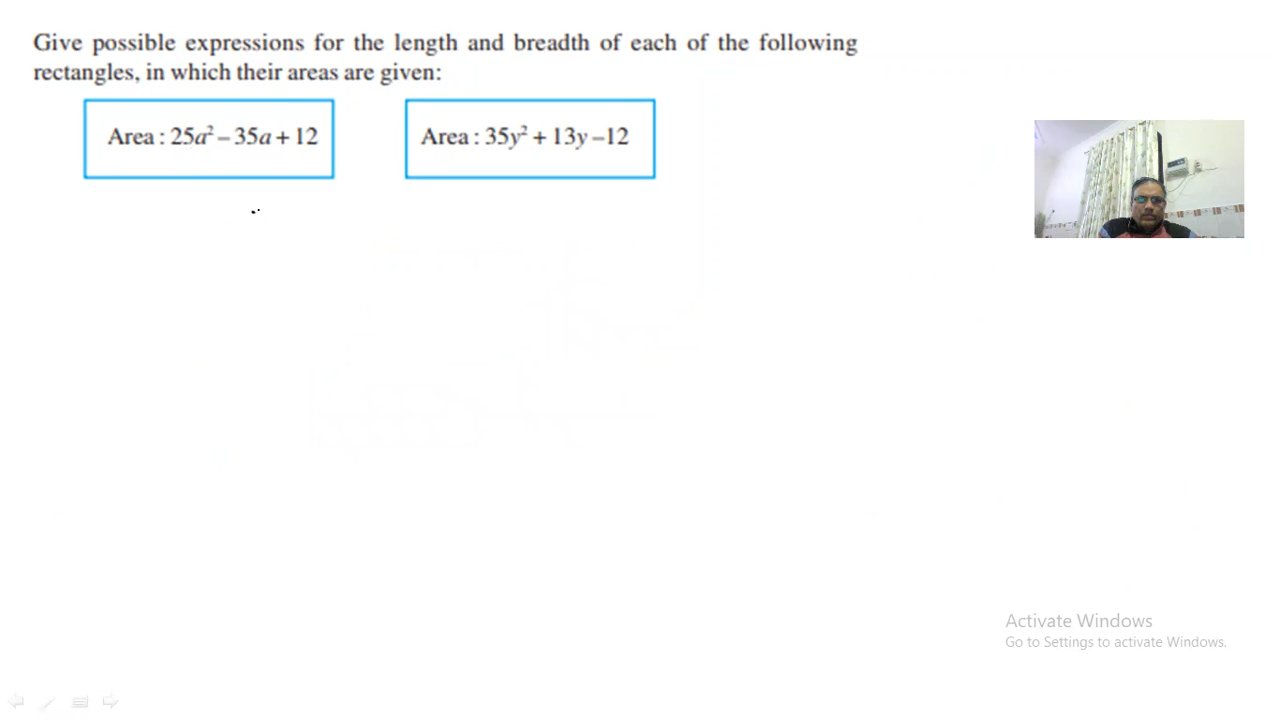 Give possible expressions for the length and breadth of each of the following
rectangles, in which their areas are given:
Area : 25a² – 35a + 12
Area : 35y² + 13y –12
Activate Windows
Go to Settings to activate Windows.